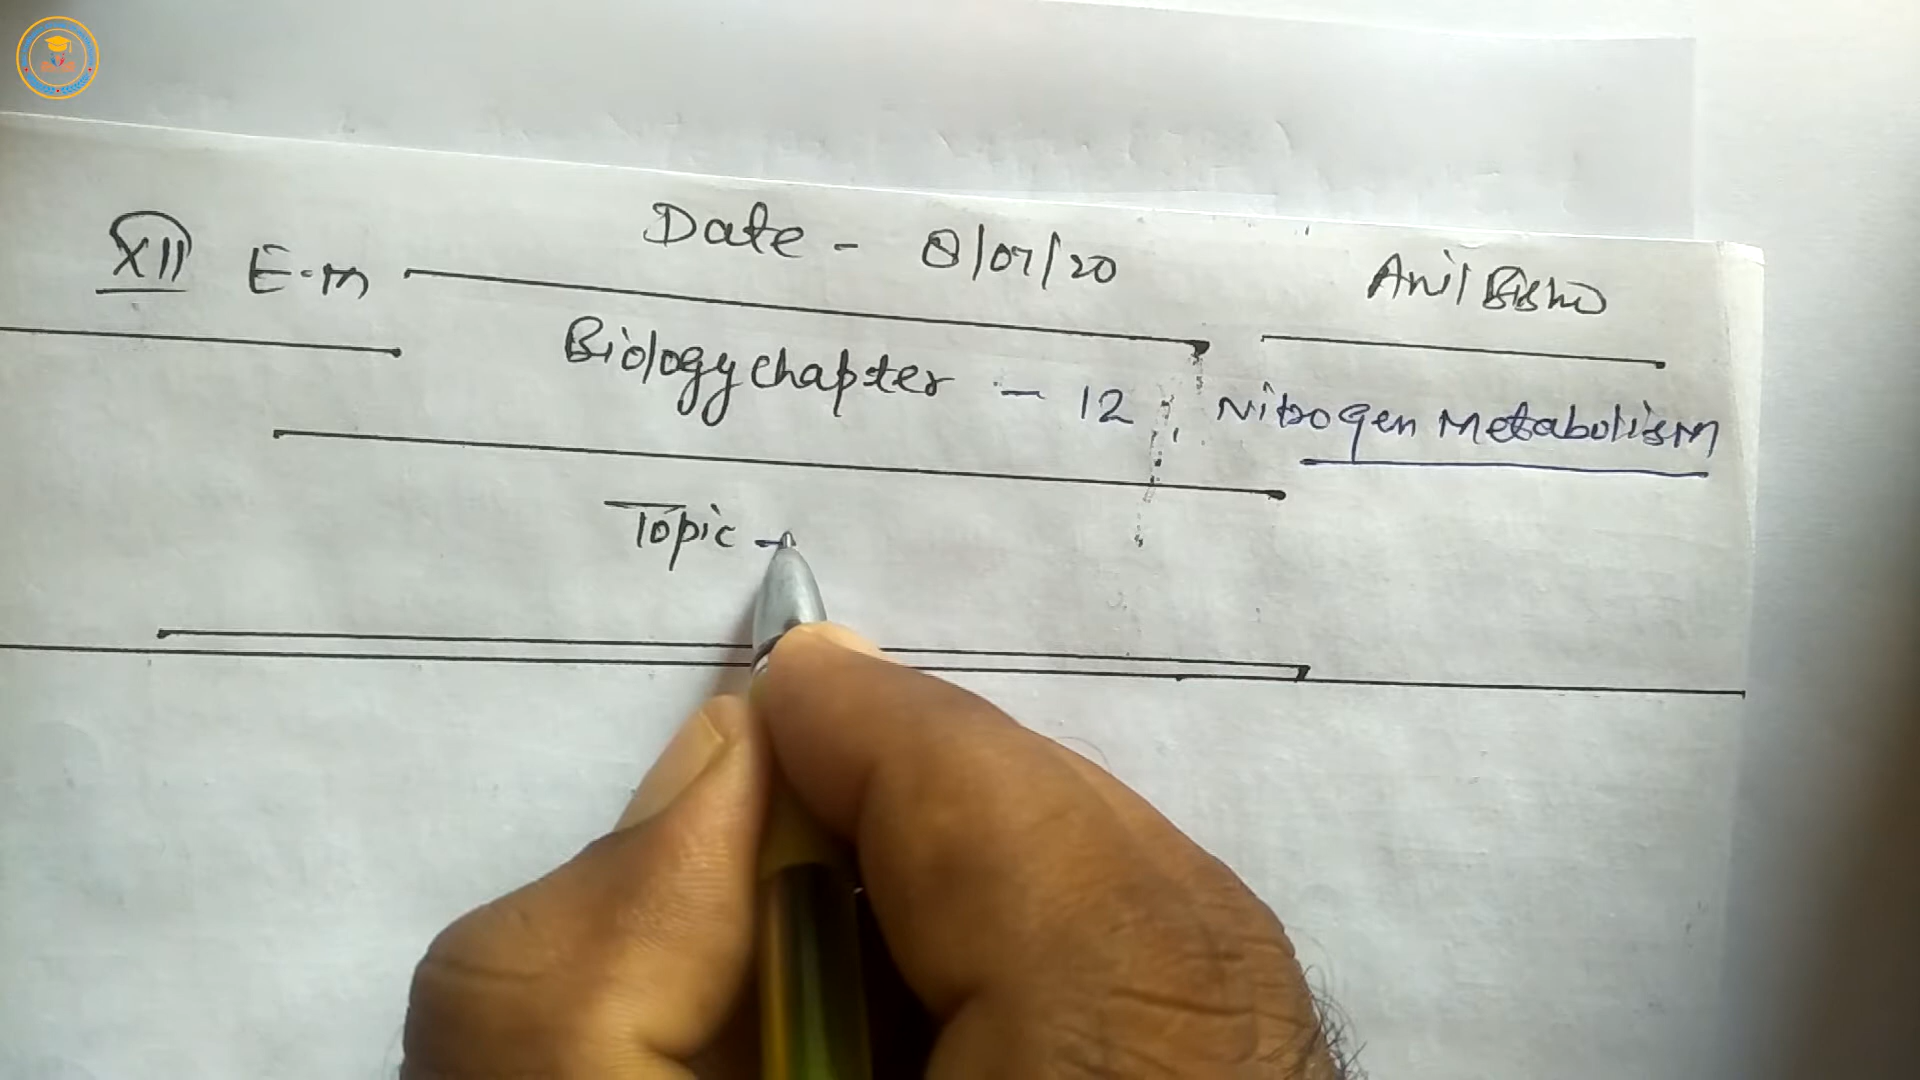 XII E.m Date - 8/07/20 Anil
Biology chapter - 12, Nitrogen Metabolism
Topic -